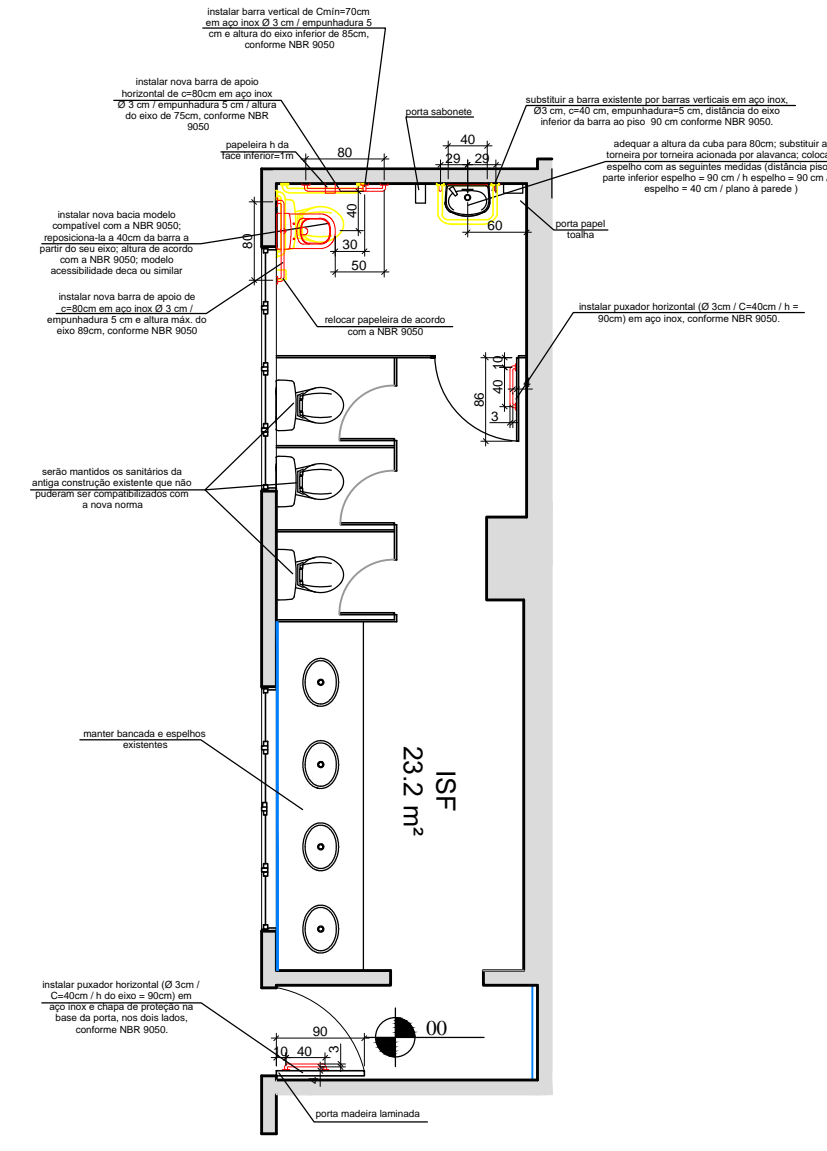 instalar barra vertical de Cmín=70cm
em aço inox Ø 3 cm / empunhadura 5
cm e altura do eixo inferior de 85cm,
conforme NBR 9050
instalar nova barra de apoio
horizontal de c=80cm em aço inox
Ø 3 cm / empunhadura 5 cm / altura
do eixo de 75cm, conforme NBR
9050
papeleira h da
face inferior=1m
porta sabonete
substituir a barra existente por barras verticais em aço inox,
Ø3 cm, c=40 cm, empunhadura=5 cm, distância do eixo
inferior da barra ao piso  90 cm conforme NBR 9050.
adequar a altura da cuba para 80cm; substituir a
torneira por torneira acionada por alavanca; coloca
espelho com as seguintes medidas (distância piso
parte inferior espelho = 90 cm / h espelho = 90 cm /
espelho = 40 cm / plano à parede )
80
40
29
29
60
porta papel
toalha
40
30
50
80
instalar nova bacia modelo
compatível com a NBR 9050;
reposiciona-la a 40cm da barra a
partir do seu eixo; altura de acordo
com a NBR 9050; modelo
acessibilidade deca ou similar
instalar nova barra de apoio de
c=80cm em aço inox Ø 3 cm /
empunhadura 5 cm e altura máx. do
eixo 89cm, conforme NBR 9050
relocar papeleira de acordo
com a NBR 9050
instalar puxador horizontal (Ø 3cm / C=40cm / h =
90cm) em aço inox, conforme NBR 9050.
10
40
86
3
serão mantidos os sanitários da
antiga construção existente que não
puderam ser compatibilizados com
a nova norma
manter bancada e espelhos
existentes
ISF
23.2 m²
instalar puxador horizontal (Ø 3cm /
C=40cm / h do eixo = 90cm) em
aço inox e chapa de proteção na
base da porta, nos dois lados,
conforme NBR 9050.
90
10
40
3
4
00
porta madeira laminada